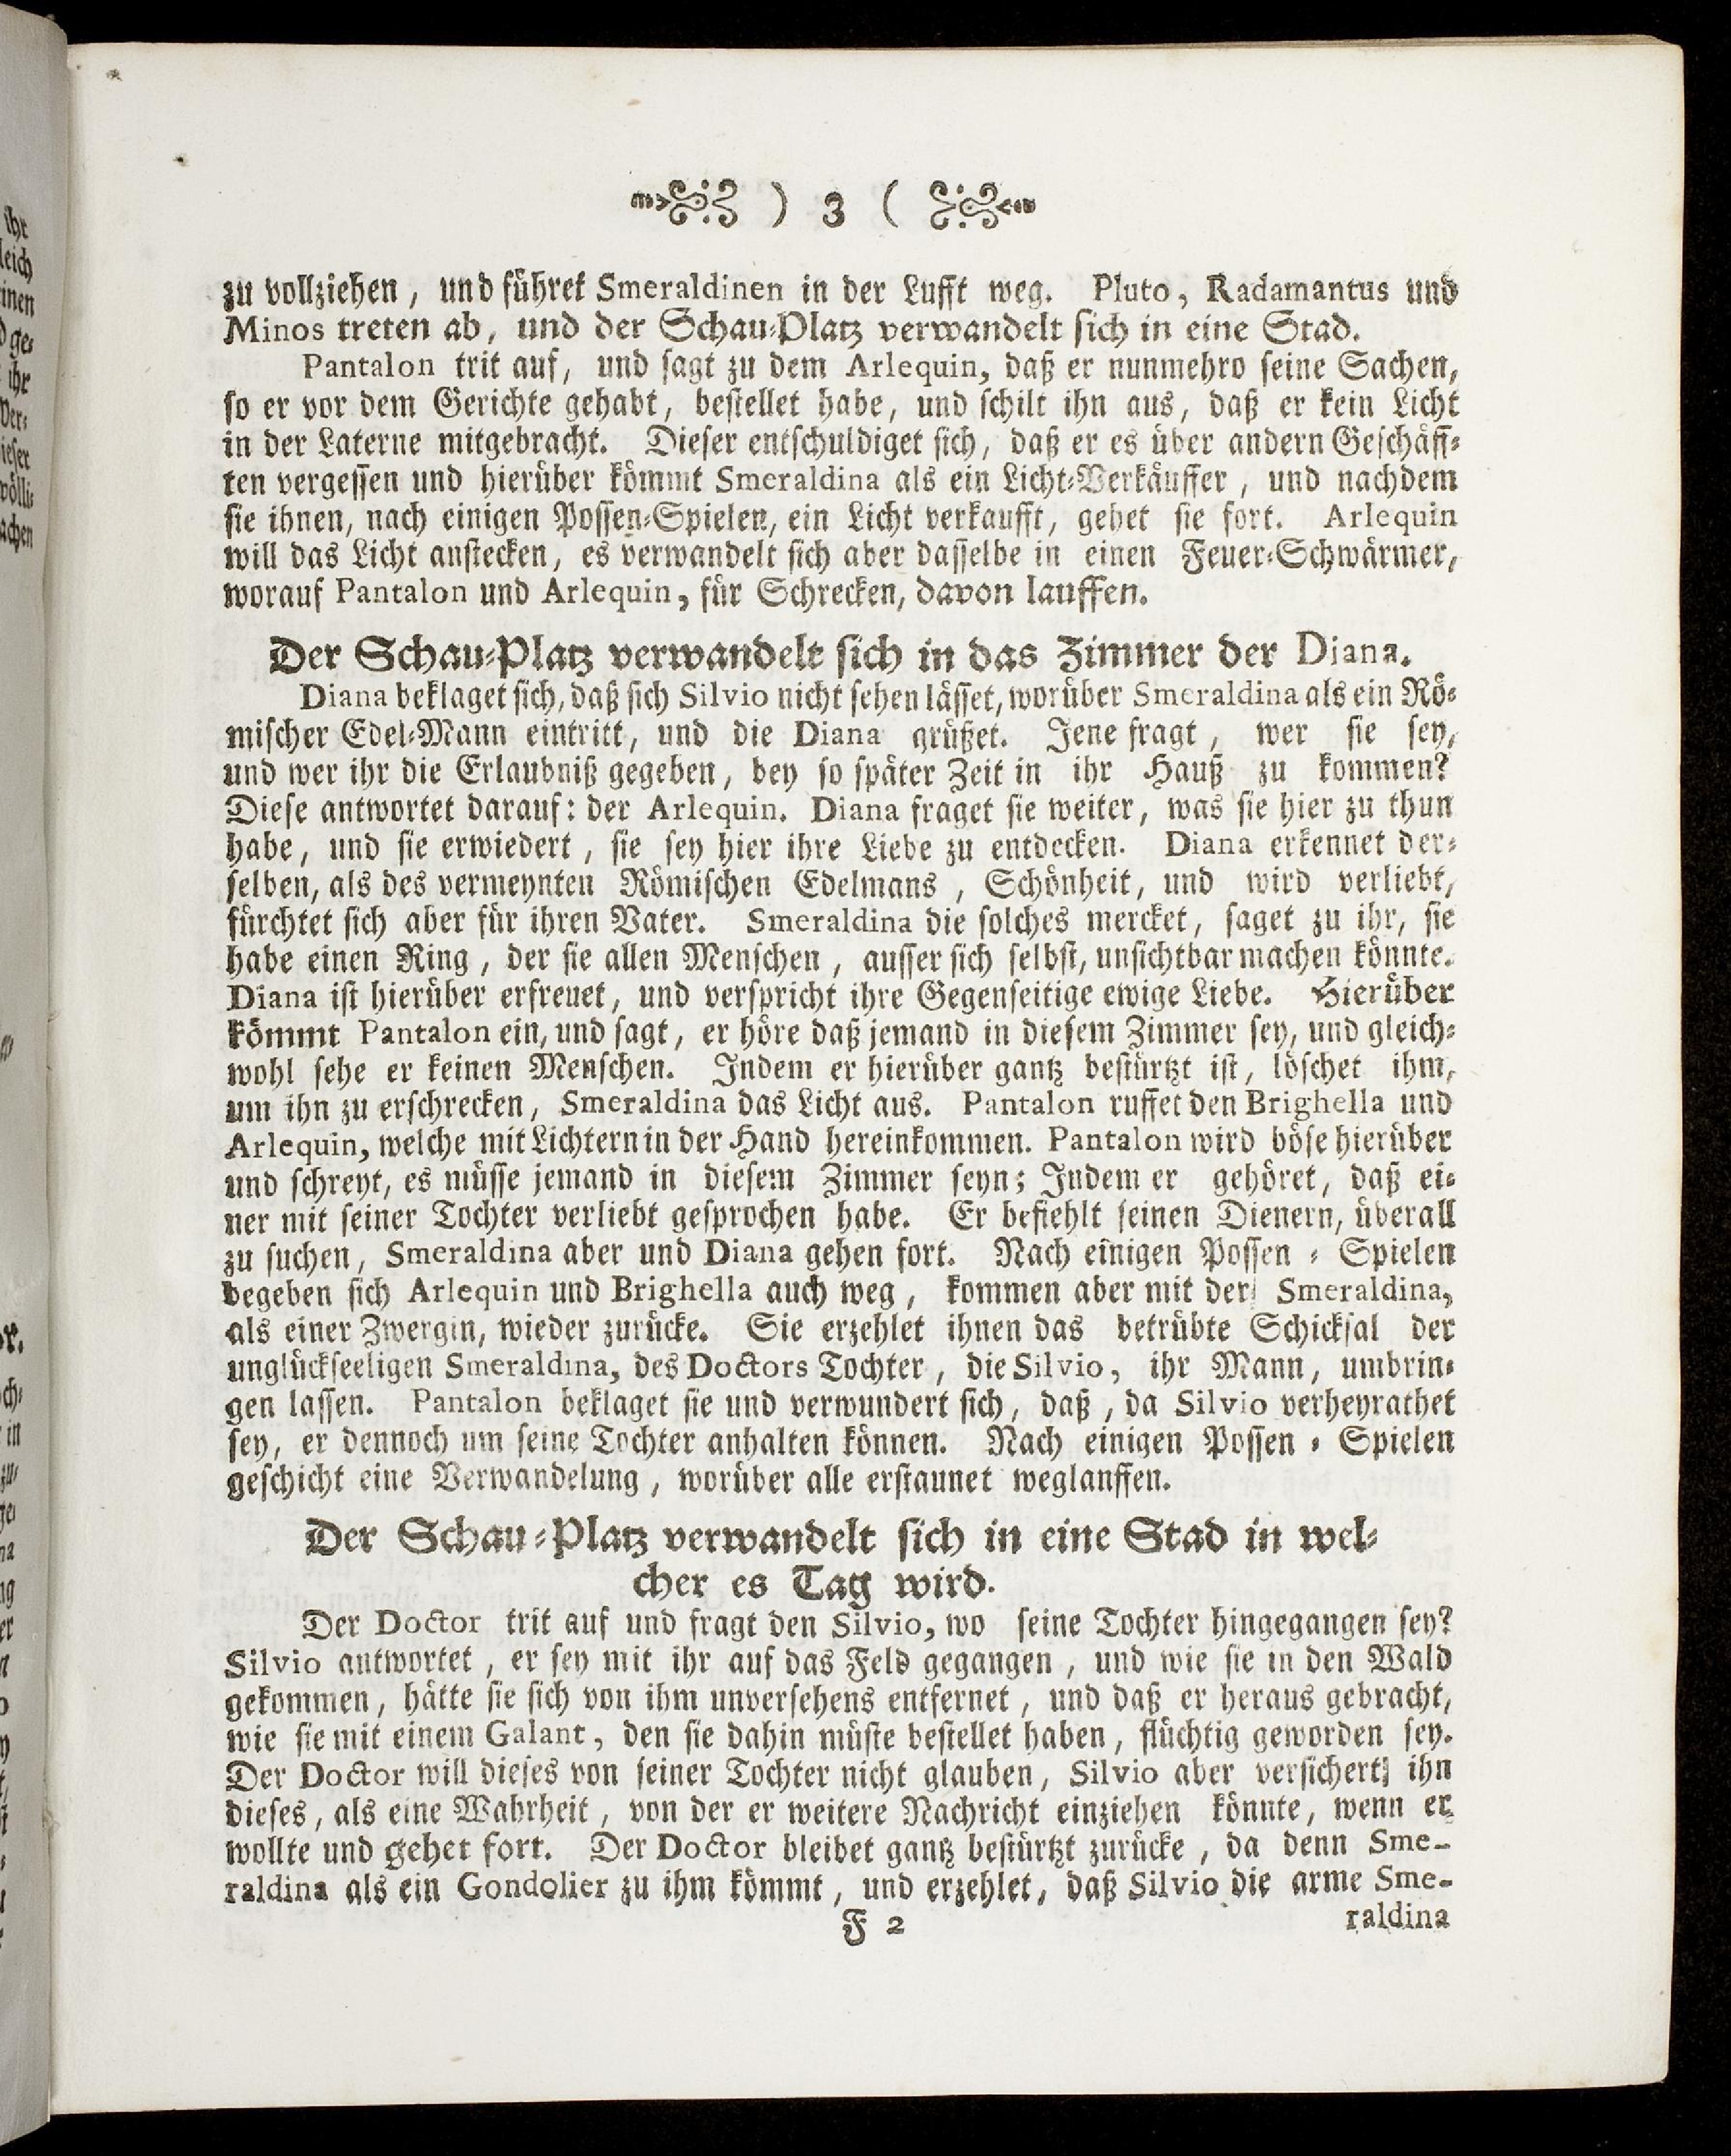 ) 3 (
zu vollziehen, und führet Smeraldinen in der Lufft weg. Pluto, Radamantus und
Minos treten ab, und der Schau-Platz verwandelt sich in eine Stad.
Pantalon trit auf, und sagt zu dem Arlequin, daß er nunmehro seine Sachen,
so er vor dem Gerichte gehabt, bestellet habe, und schilt ihn aus, daß er kein Licht
in der Laterne mitgebracht. Dieser entschuldiget sich, daß er es über andern Geschäff-
ten vergessen und hierüber kömmt Smeraldina als ein Licht-Verkäuffer, und nachdem
sie ihnen, nach einigen Possen-Spielen, ein Licht verkaufft, gehet sie fort. Arlequin
will das Licht anstecken, es verwandelt sich aber dasselbe in einen Feuer-Schwärmer,
worauf Pantalon und Arlequin, für Schrecken, davon lauffen.
Der Schau-Platz verwandelt sich in das Zimmer der Diana.
Diana beklaget sich, daß sich Silvio nicht sehen lässet, worüber Smeraldina als ein Rö-
mischer Edel-Mann eintritt, und die Diana grüßet. Jene fragt, wer sie sey,
und wer ihr die Erlaubniß gegeben, bey so später Zeit in ihr Hauß zu kommen?
Diese antwortet darauf: der Arlequin. Diana fraget sie weiter, was sie hier zu thun
habe, und sie erwiedert, sie sey hier ihre Liebe zu entdecken. Diana erkennet der-
selben, als des vermeynten Römischen Edelmans, Schönheit, und wird verliebt,
fürchtet sich aber für ihren Vater. Smeraldina die solches mercket, saget zu ihr, sie
habe einen Ring, der sie allen Menschen, ausser sich selbst, unsichtbar machen könnte.
Diana ist hierüber erfreuet, und verspricht ihre Gegenseitige ewige Liebe. Hierüber
kömmt Pantalon ein, und sagt, er höre daß jemand in diesem Zimmer sey, und gleich-
wohl sehe er keinen Menschen. Indem er hierüber gantz bestürtzt ist, löschet ihm,
um ihn zu erschrecken, Smeraldina das Licht aus. Pantalon ruffet den Brighella und
Arlequin, welche mit Lichtern in der Hand hereinkommen. Pantalon wird böse hierüber
und schreyt, es müsse jemand in diesem Zimmer seyn; Indem er gehöret, daß ei-
ner mit seiner Tochter verliebt gesprochen habe. Er befiehlt seinen Dienern, überall
zu suchen, Smeraldina aber und Diana gehen fort. Nach einigen Possen-Spielen
begeben sich Arlequin und Brighella auch weg, kommen aber mit der Smeraldina,
als einer Zwergin, wieder zurücke. Sie erzehlet ihnen das betrübte Schicksal der
unglückseeligen Smeraldina, des Doctors Tochter, die Silvio, ihr Mann, umbrin-
gen lassen. Pantalon beklaget sie und verwundert sich, daß, da Silvio verheyrathet
sey, er dennoch um seine Tochter anhalten können. Nach einigen Possen-Spielen
geschicht eine Verwandelung, worüber alle erstaunet weglanffen.
Der Schau-Platz verwandelt sich in eine Stad in wel-
cher es Tag wird.
Der Doctor trit auf und fragt den Silvio, wo seine Tochter hingegangen sey?
Silvio antwortet, er sey mit ihr auf das Feld gegangen, und wie sie in den Wald
gekommen, hätte sie sich von ihm unversehens entfernet, und daß er heraus gebracht,
wie sie mit einem Galant, den sie dahin müste bestellet haben, flüchtig geworden sey.
Der Doctor will dieses von seiner Tochter nicht glauben, Silvio aber versichert; ihn
dieses, als eine Wahrheit, von der er weitere Nachricht einziehen könnte, wenn er
wollte und gehet fort. Der Doctor bleibet gantz bestürtzt zurücke, da denn Sme-
raldina als ein Gondolier zu ihm kömmt, und erzehlet, daß Silvio die arme Sme-
F 2
raldina